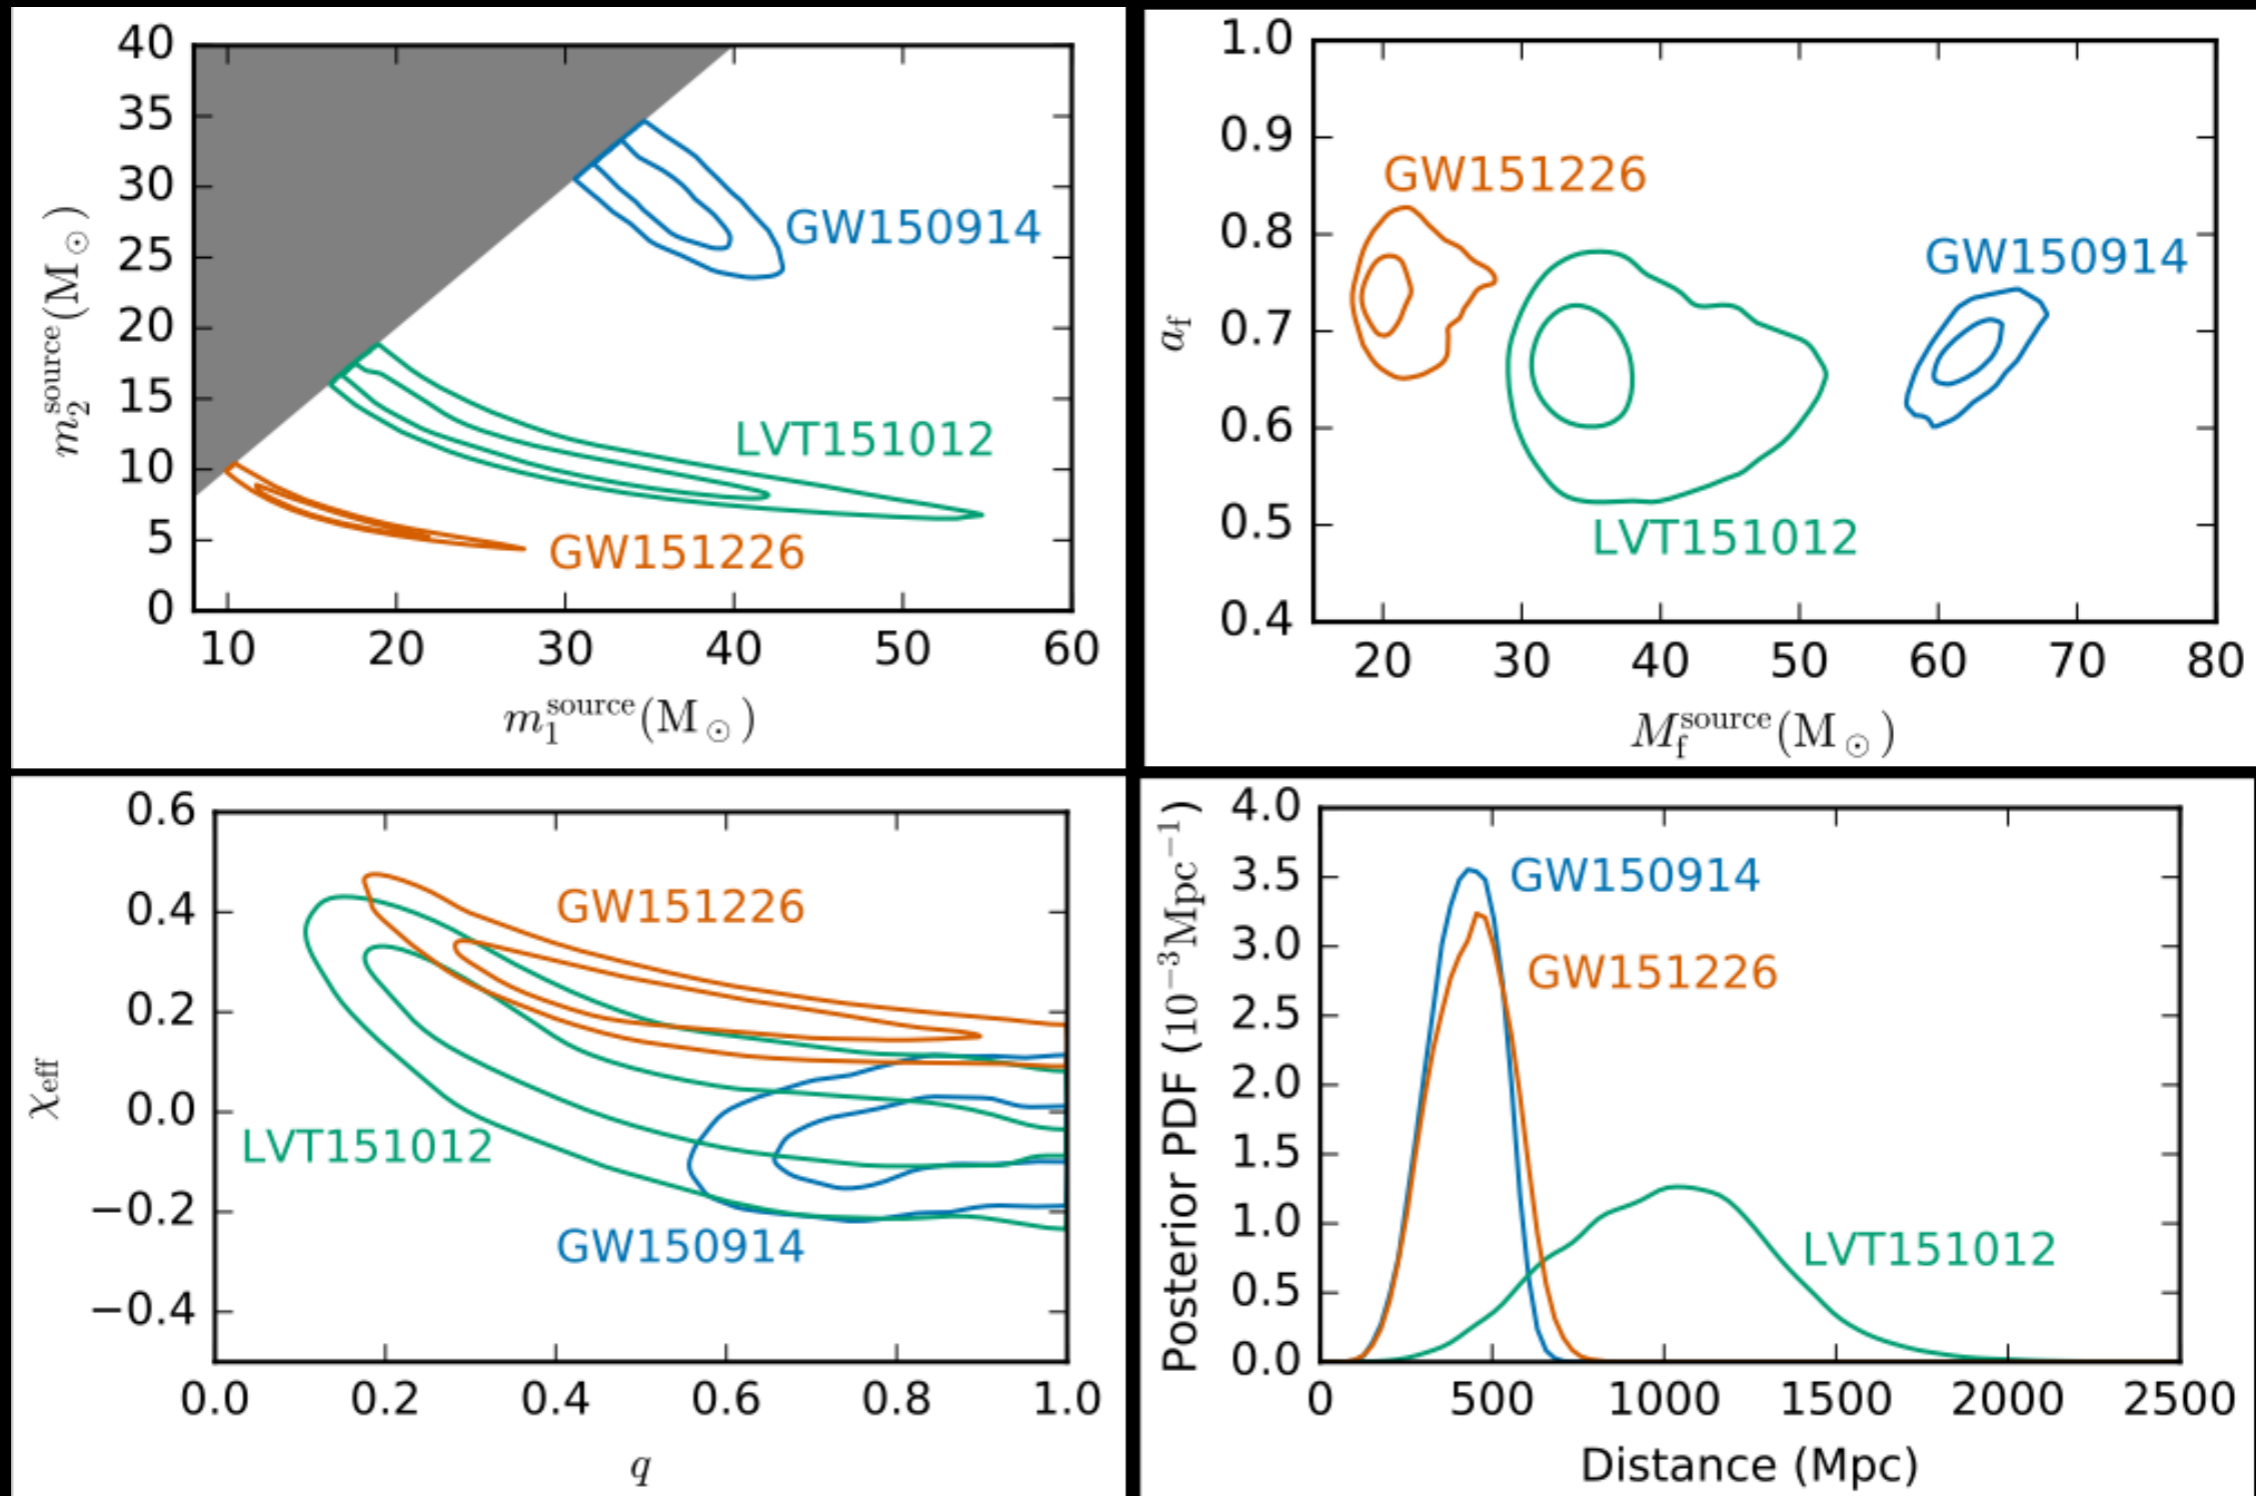 40
35
30
25
20
15
10
5
0
m₂^source (M⊙)
GW150914
LVT151012
GW151226
10 20 30 40 50 60
m₁^source (M⊙)
1.0
0.9
0.8
0.7
0.6
0.5
0.4
a_f
GW151226
GW150914
LVT151012
20 30 40 50 60 70 80
M_f^source (M⊙)
0.6
0.4
0.2
0.0
−0.2
−0.4
χ_eff
GW151226
LVT151012
GW150914
0.0 0.2 0.4 0.6 0.8 1.0
q
4.0
3.5
3.0
2.5
2.0
1.5
1.0
0.5
0.0
Posterior PDF (10⁻³Mpc⁻¹)
GW150914
GW151226
LVT151012
0 500 1000 1500 2000 2500
Distance (Mpc)